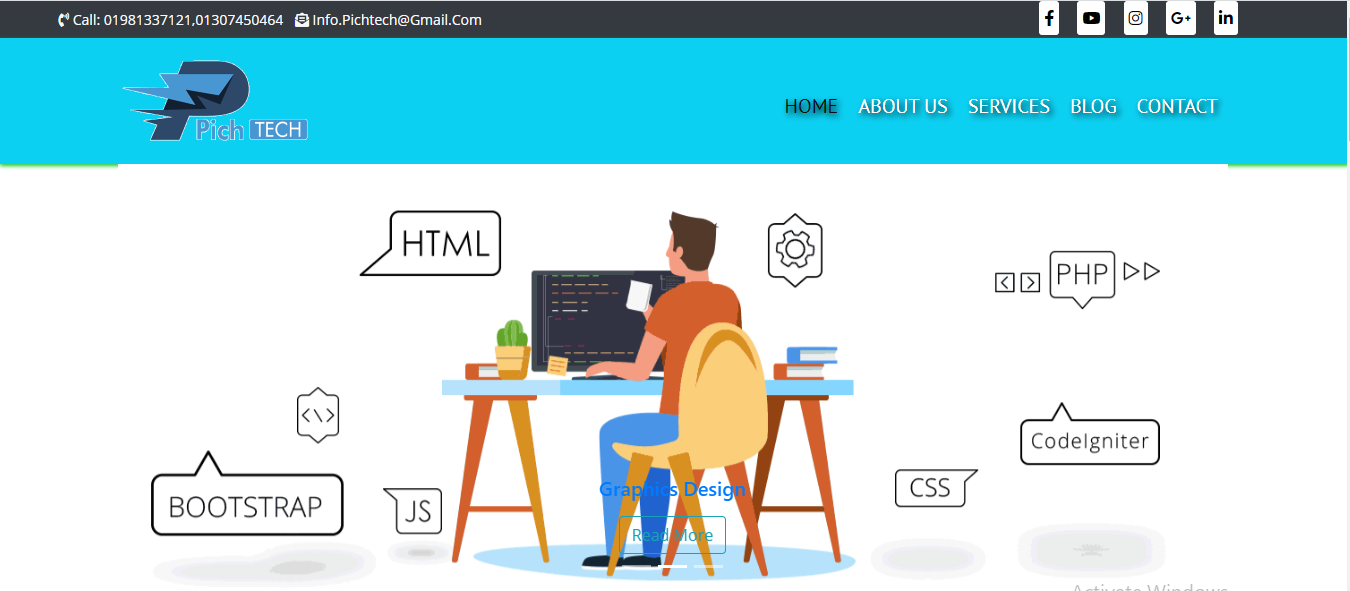 Call: 01981337121,01307450464 Info.Pichtech@Gmail.Com
G+ in
Pich TECH
HOME ABOUT US SERVICES BLOG CONTACT
HTML
PHP
CodeIgniter
BOOTSTRAP
JS
CSS
Graphics Design
Read More
Activate Windows